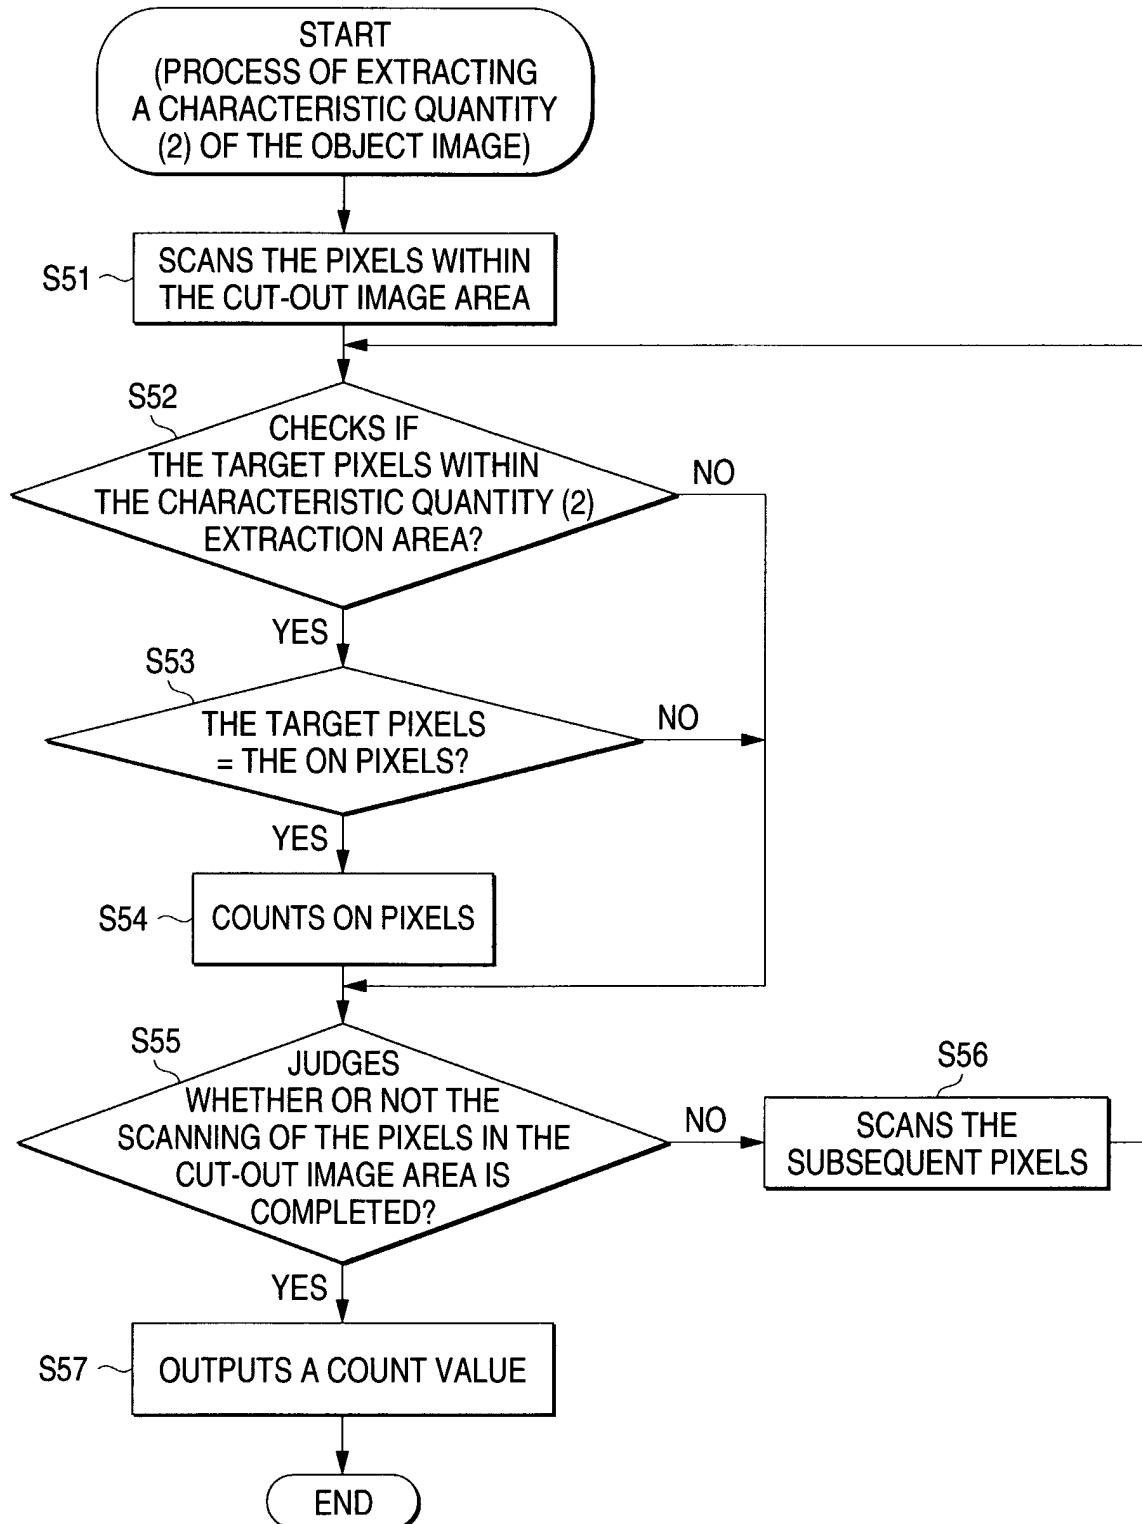 START
(PROCESS OF EXTRACTING
A CHARACTERISTIC QUANTITY
(2) OF THE OBJECT IMAGE)
S51
SCANS THE PIXELS WITHIN
THE CUT-OUT IMAGE AREA
S52
CHECKS IF
THE TARGET PIXELS WITHIN
THE CHARACTERISTIC QUANTITY (2)
EXTRACTION AREA?
NO
YES
S53
THE TARGET PIXELS
= THE ON PIXELS?
NO
YES
S54
COUNTS ON PIXELS
S55
JUDGES
WHETHER OR NOT THE
SCANNING OF THE PIXELS IN THE
CUT-OUT IMAGE AREA IS
COMPLETED?
NO
S56
SCANS THE
SUBSEQUENT PIXELS
YES
S57
OUTPUTS A COUNT VALUE
END